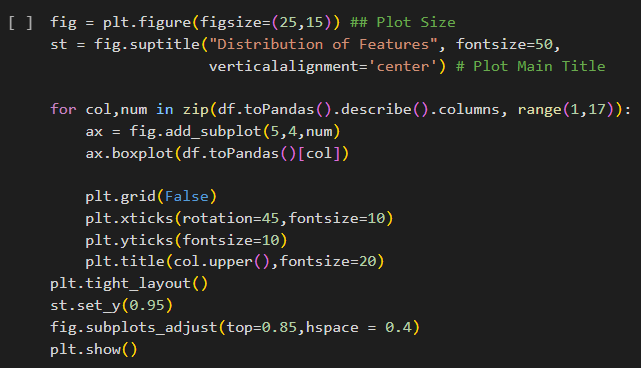 [ ] fig = plt.figure(figsize=(25,15)) ## Plot Size
st = fig.suptitle("Distribution of Features", fontsize=50,
verticalalignment='center') # Plot Main Title
for col,num in zip(df.toPandas().describe().columns, range(1,17)):
ax = fig.add_subplot(5,4,num)
ax.boxplot(df.toPandas()[col])
plt.grid(False)
plt.xticks(rotation=45,fontsize=10)
plt.yticks(fontsize=10)
plt.title(col.upper(),fontsize=20)
plt.tight_layout()
st.set_y(0.95)
fig.subplots_adjust(top=0.85,hspace = 0.4)
plt.show()